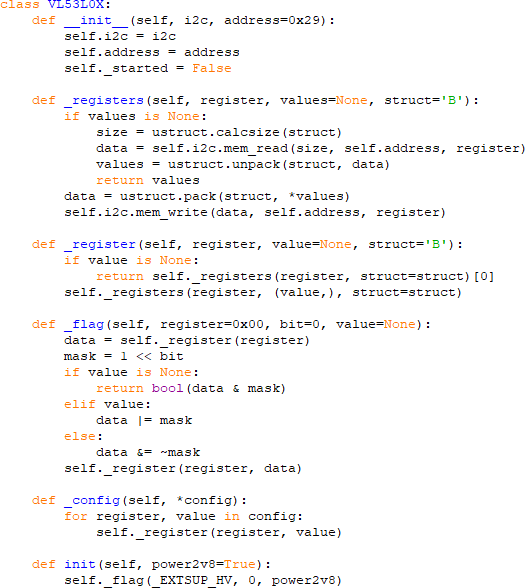 class VL53L0X:
    def __init__(self, i2c, address=0x29):
        self.i2c = i2c
        self.address = address
        self._started = False

    def _registers(self, register, values=None, struct='B'):
        if values is None:
            size = ustruct.calcsize(struct)
            data = self.i2c.mem_read(size, self.address, register)
            values = ustruct.unpack(struct, data)
            return values
        data = ustruct.pack(struct, *values)
        self.i2c.mem_write(data, self.address, register)

    def _register(self, register, value=None, struct='B'):
        if value is None:
            return self._registers(register, struct=struct)[0]
        self._registers(register, (value,), struct=struct)

    def _flag(self, register=0x00, bit=0, value=None):
        data = self._register(register)
        mask = 1 << bit
        if value is None:
            return bool(data & mask)
        elif value:
            data |= mask
        else:
            data &= ~mask
        self._register(register, data)

    def _config(self, *config):
        for register, value in config:
            self._register(register, value)

    def init(self, power2v8=True):
        self._flag(_EXTSUP_HV, 0, power2v8)